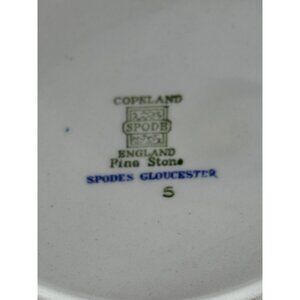 COPELAND
SPODE
ENGLAND
Fine Stone
SPODES GLOUCESTER
5